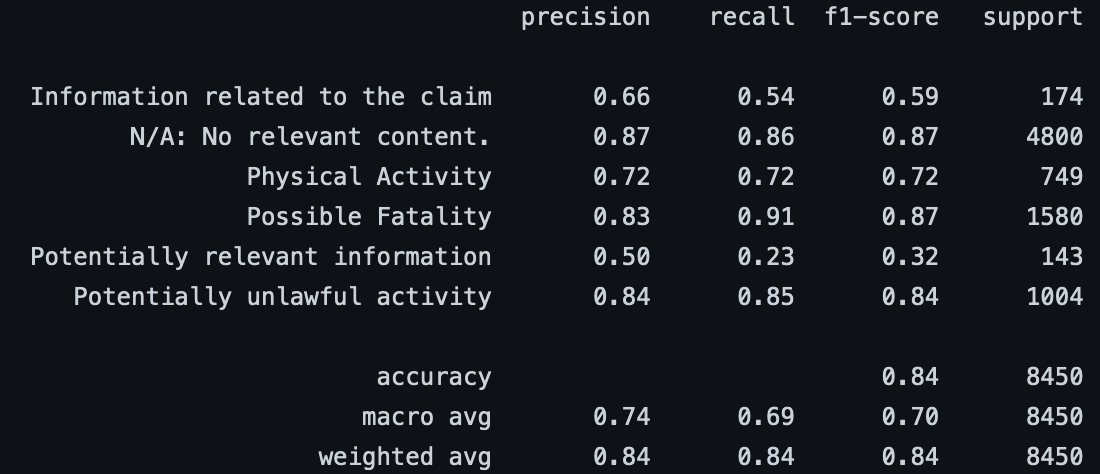 precision recall f1-score support
Information related to the claim 0.66 0.54 0.59 174
N/A: No relevant content. 0.87 0.86 0.87 4800
Physical Activity 0.72 0.72 0.72 749
Possible Fatality 0.83 0.91 0.87 1580
Potentially relevant information 0.50 0.23 0.32 143
Potentially unlawful activity 0.84 0.85 0.84 1004
accuracy 0.84 8450
macro avg 0.74 0.69 0.70 8450
weighted avg 0.84 0.84 0.84 8450